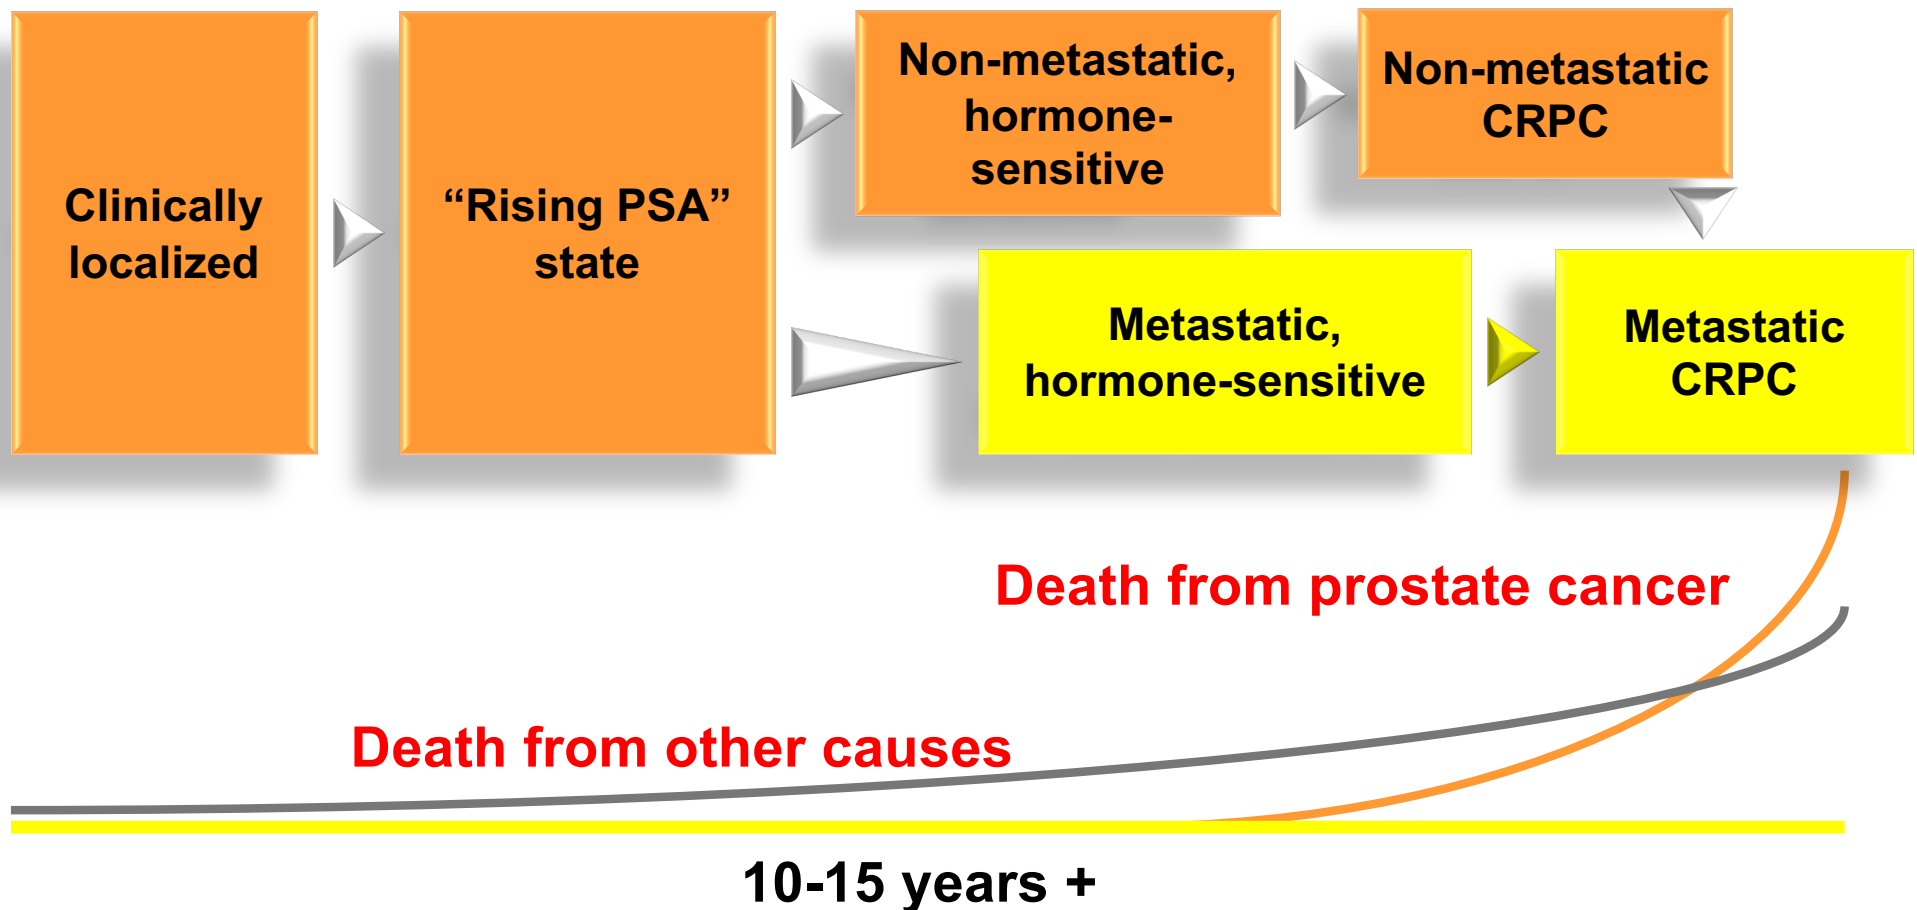 Clinically
localized
“Rising PSA”
state
Non-metastatic,
hormone-
sensitive
Non-metastatic
CRPC
Metastatic,
hormone-sensitive
Metastatic
CRPC
Death from prostate cancer
Death from other causes
10-15 years +